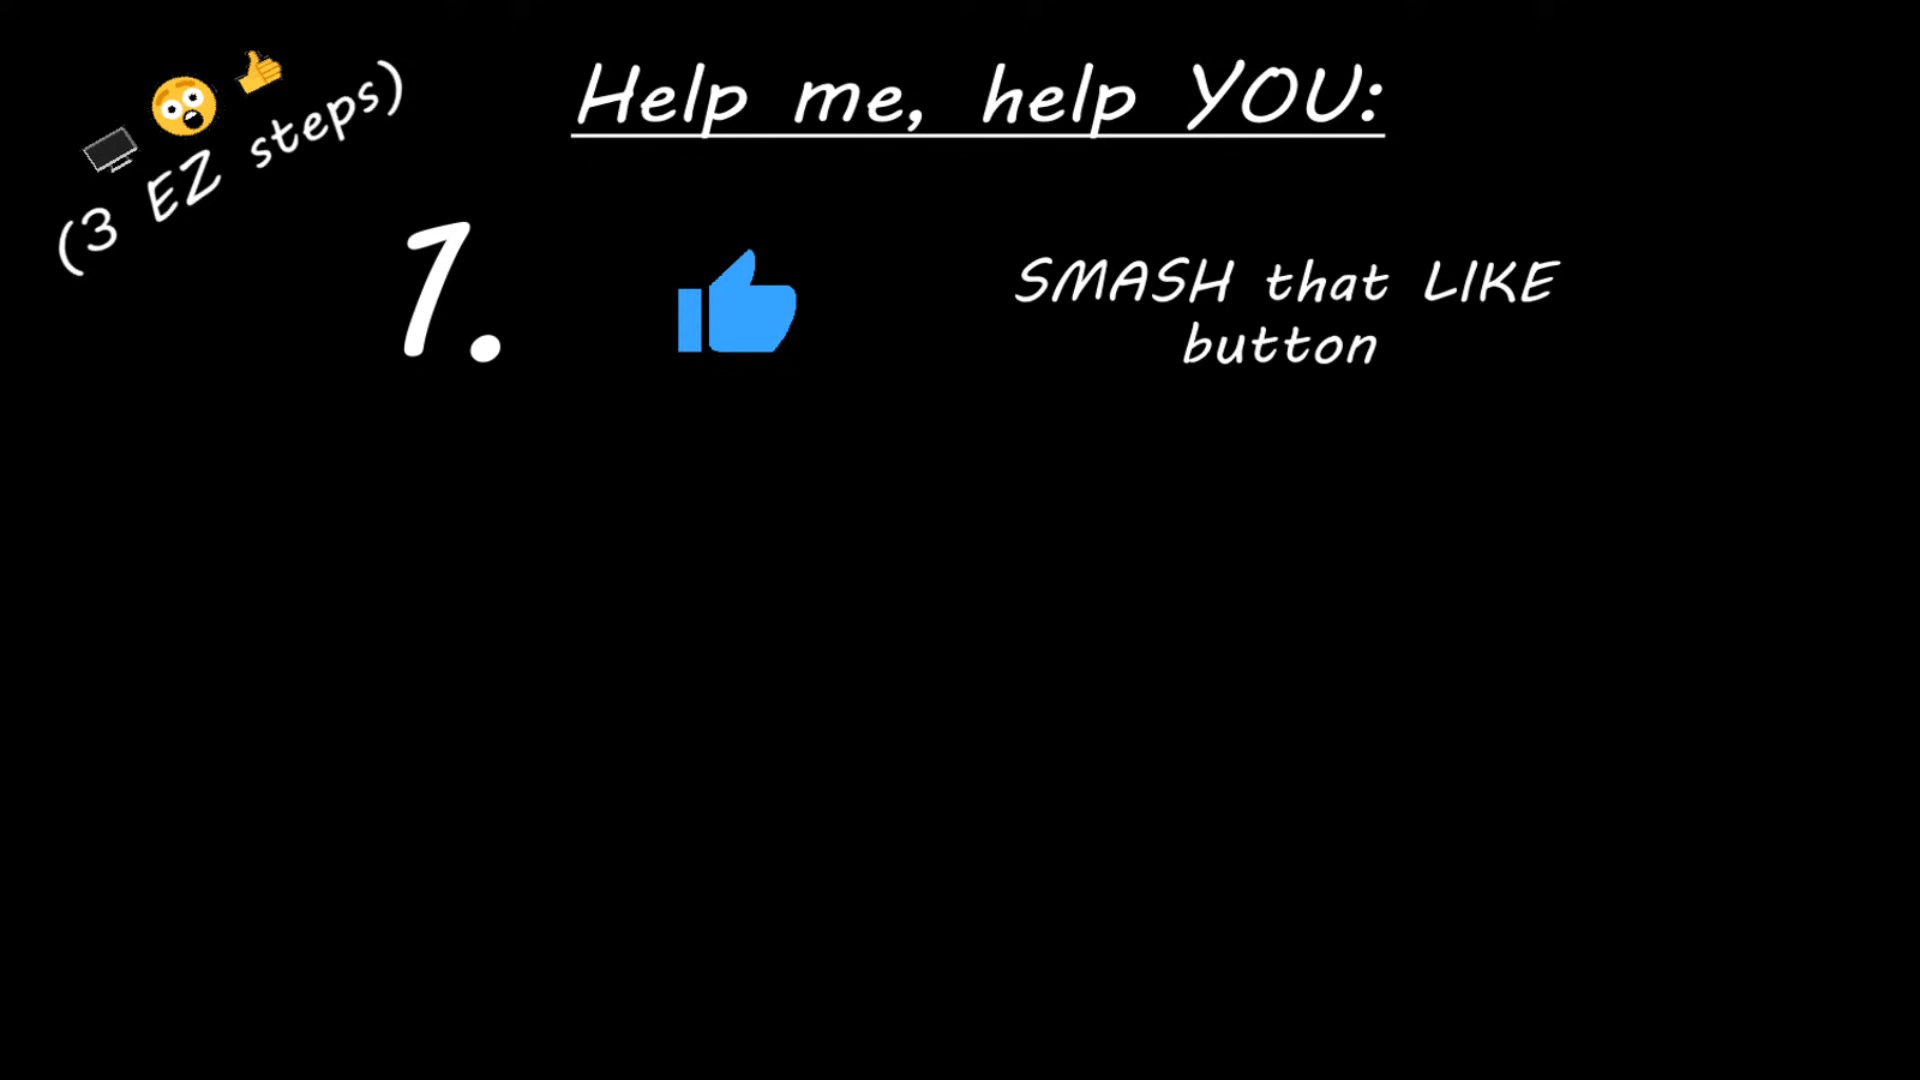 Help me, help YOU:
(3 EZ steps)
1.
SMASH that LIKE
button